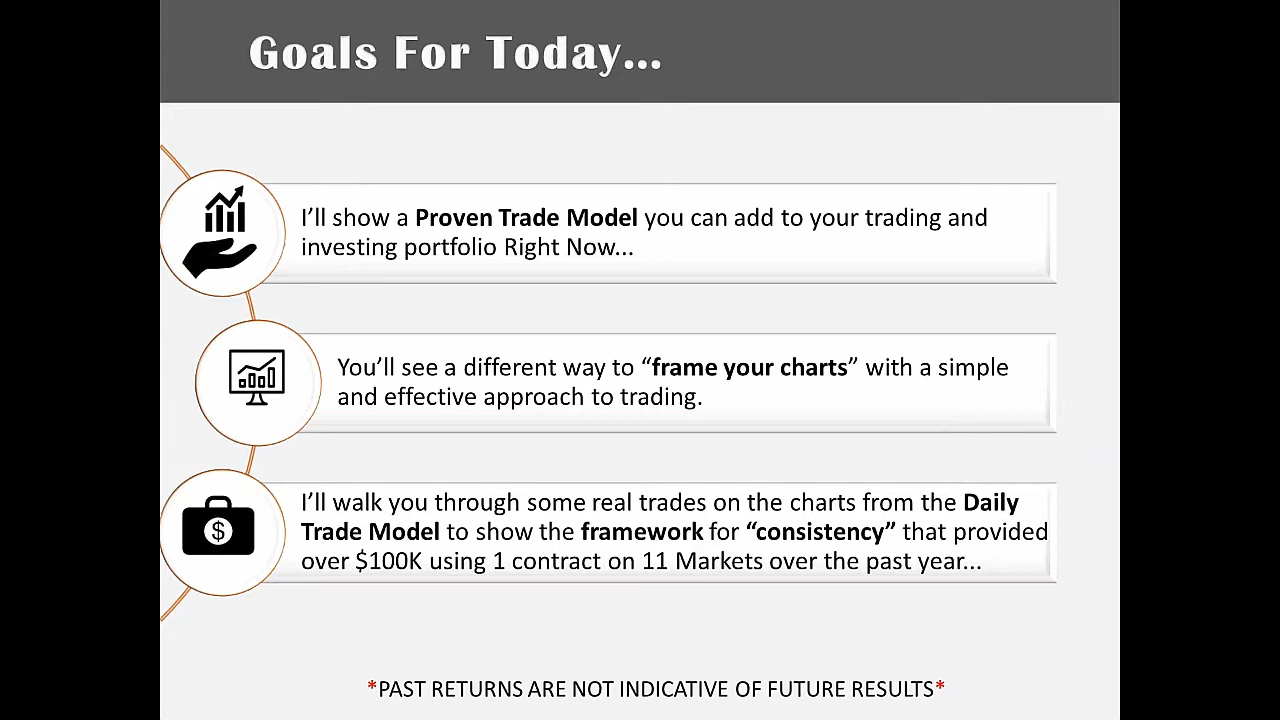 Goals For Today...
I'll show a Proven Trade Model you can add to your trading and
investing portfolio Right Now...
You'll see a different way to “frame your charts” with a simple
and effective approach to trading.
$
I'll walk you through some real trades on the charts from the Daily
Trade Model to show the framework for “consistency” that provided
over $100K using 1 contract on 11 Markets over the past year...
*PAST RETURNS ARE NOT INDICATIVE OF FUTURE RESULTS*